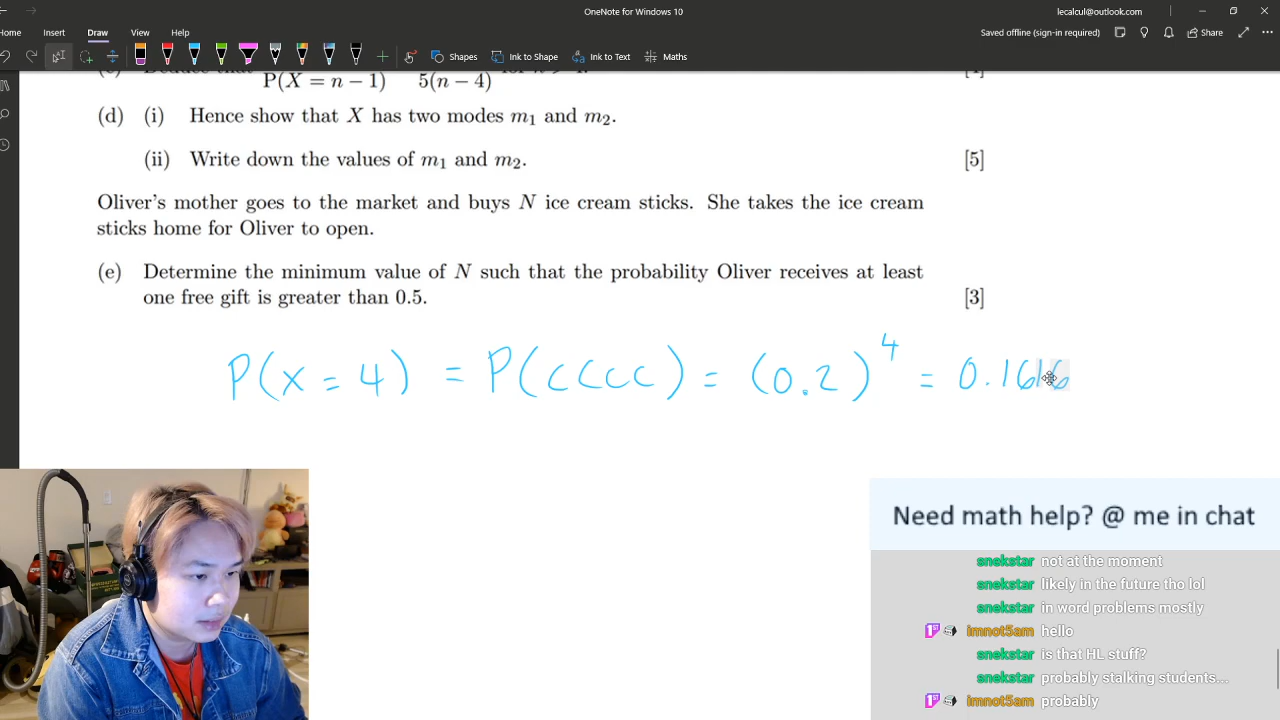 OneNote for Windows 10
lecalcul@outlook.com
Home Insert Draw View Help
Saved offline (sign-in required) Share
Shapes Ink to Shape Ink to Text Maths
P(X = n − 1) 5(n − 4)
(d) (i) Hence show that X has two modes m₁ and m₂.
(ii) Write down the values of m₁ and m₂. [5]
Oliver's mother goes to the market and buys N ice cream sticks. She takes the ice cream
sticks home for Oliver to open.
(e) Determine the minimum value of N such that the probability Oliver receives at least
one free gift is greater than 0.5. [3]
P(X = 4) = P(CCCC) = (0.2)⁴ = 0.16
Need math help? @ me in chat
snekstar not at the moment
snekstar likely in the future tho lol
snekstar in word problems mostly
imnot5am hello
snekstar is that HL stuff?
snekstar probably stalking students...
imnot5am probably